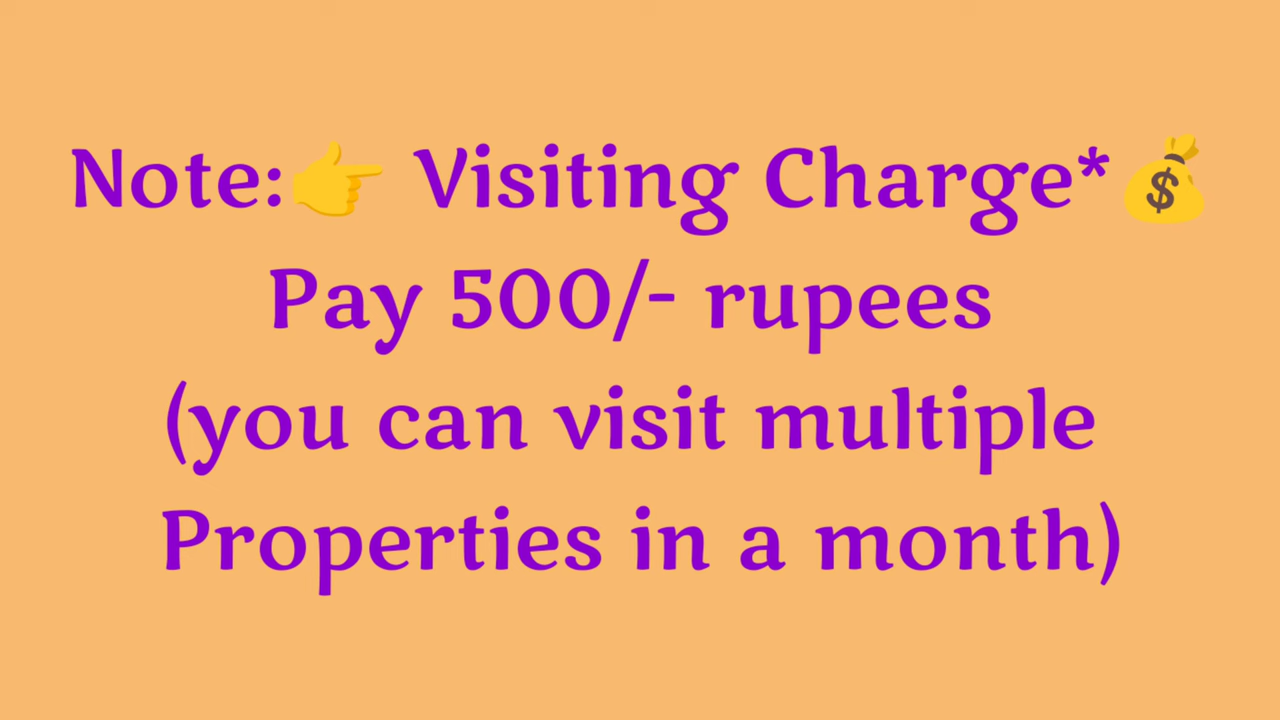 Note:👉 Visiting Charge*💰
Pay 500/- rupees
(you can visit multiple
Properties in a month)